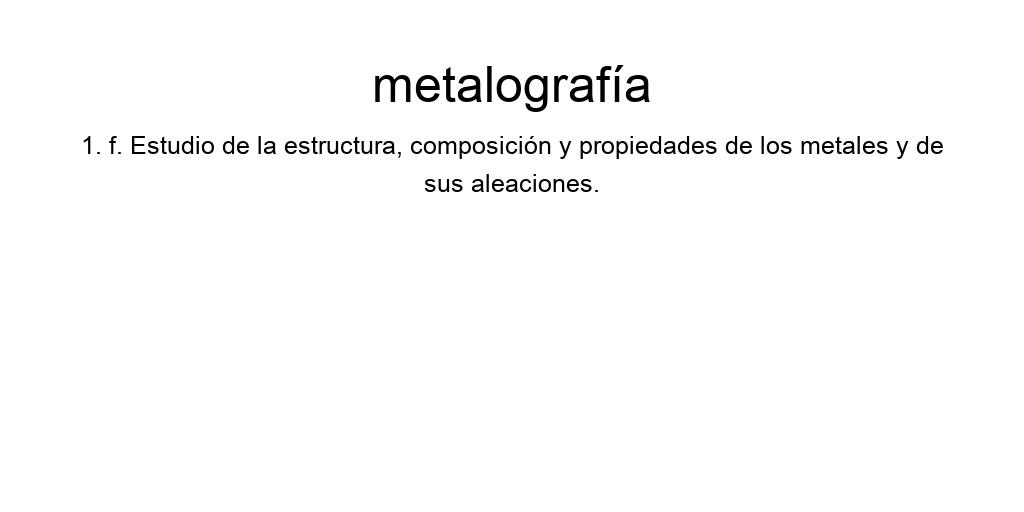 metalografía
1. f. Estudio de la estructura, composición y propiedades de los metales y de
sus aleaciones.